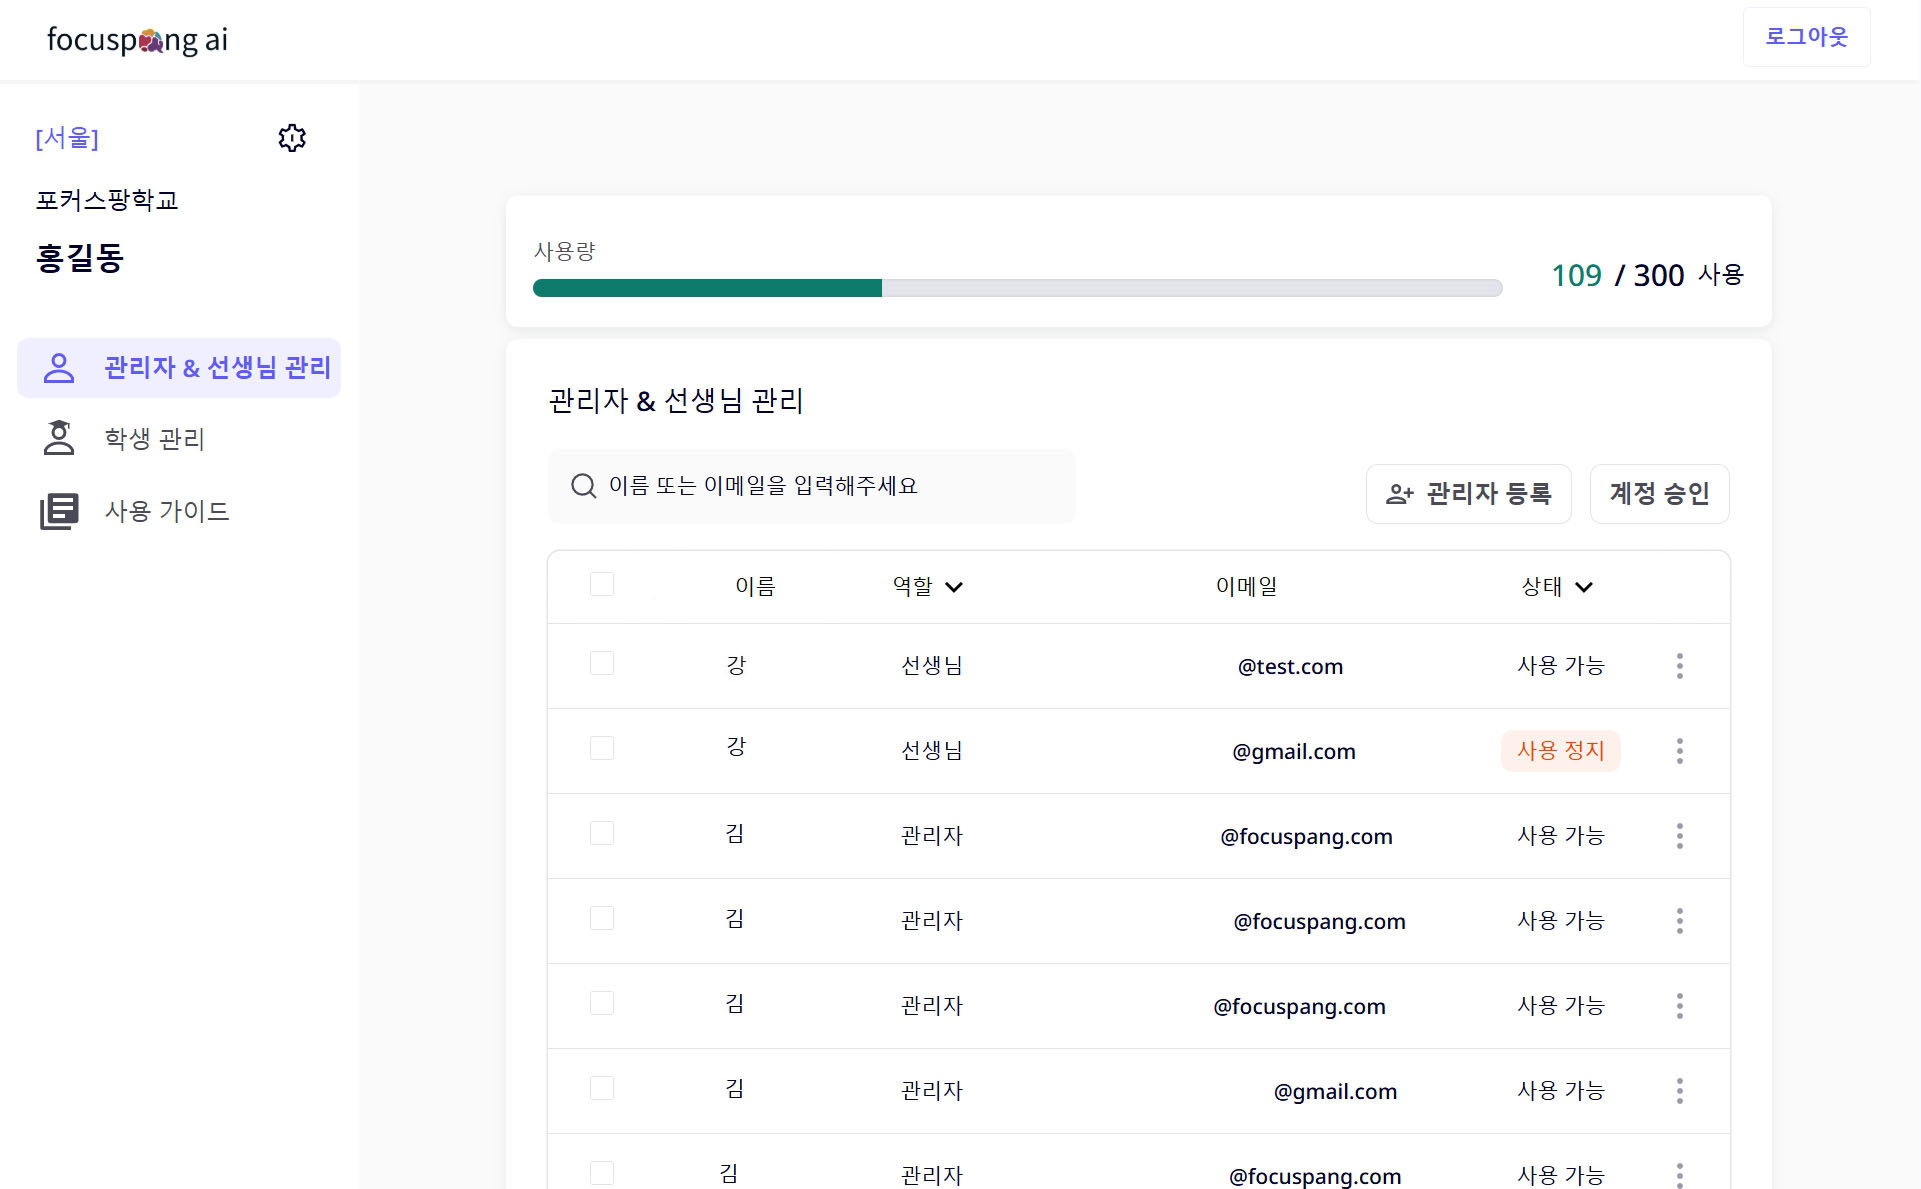 focuspang ai
로그아웃
[서울]
포커스팡학교
홍길동
관리자 & 선생님 관리
학생 관리
사용 가이드
사용량
109 / 300 사용
관리자 & 선생님 관리
이름 또는 이메일을 입력해주세요
관리자 등록
계정 승인
이름 역할 이메일 상태
강 선생님 @test.com 사용 가능
강 선생님 @gmail.com 사용 정지
김 관리자 @focuspang.com 사용 가능
김 관리자 @focuspang.com 사용 가능
김 관리자 @focuspang.com 사용 가능
김 관리자 @gmail.com 사용 가능
김 관리자 @focuspang.com 사용 가능